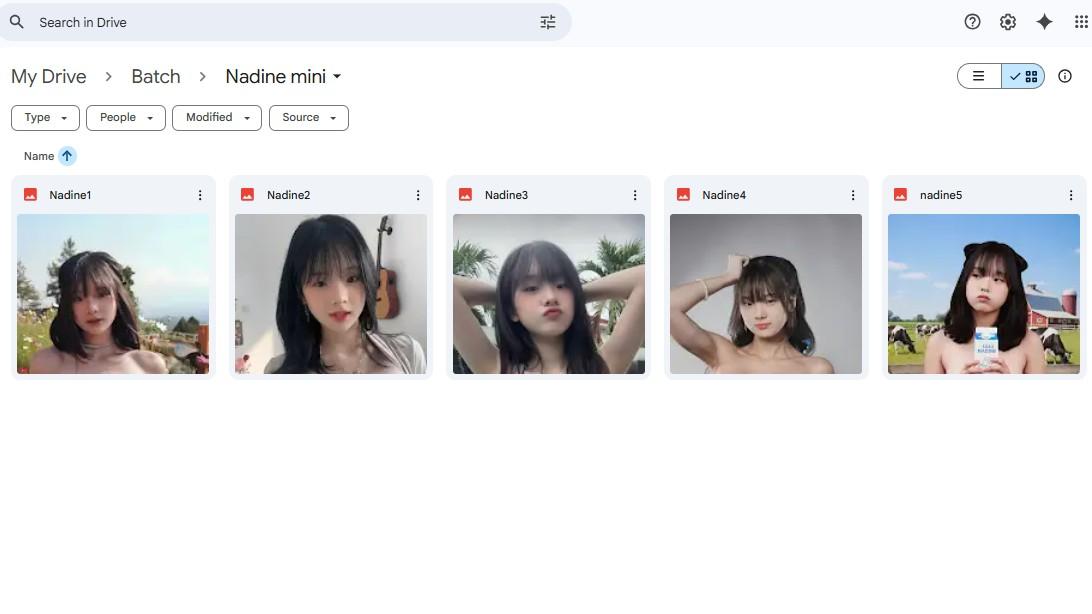 Search in Drive
My Drive > Batch > Nadine mini
Type People Modified Source
Name
Nadine1 Nadine2 Nadine3 Nadine4 nadine5